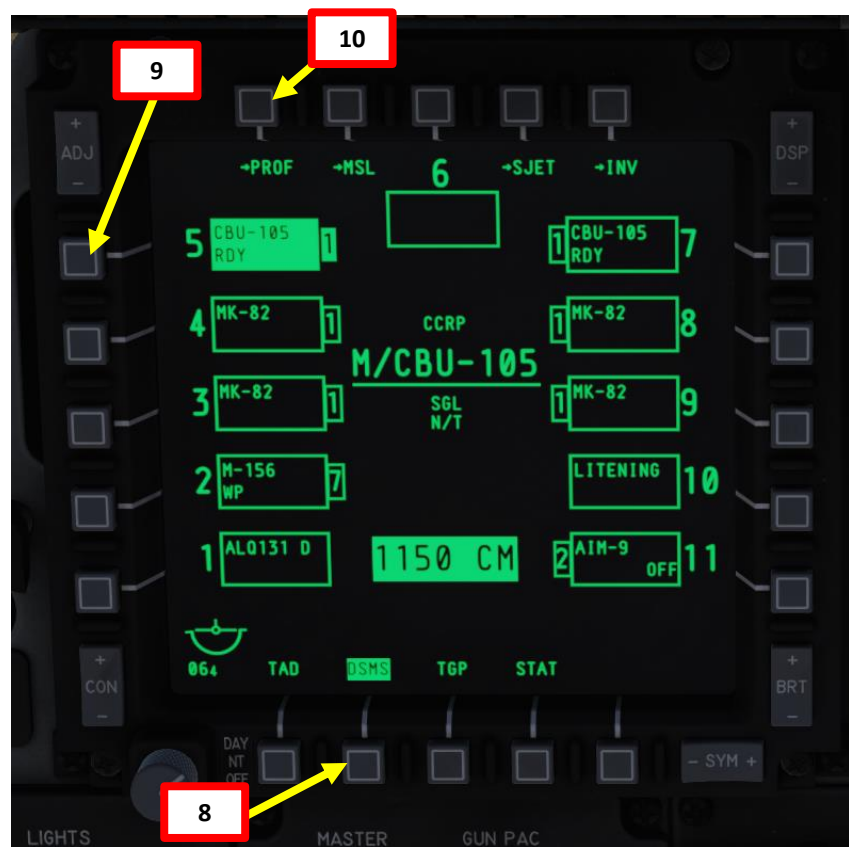 10
9
+
ADJ
-
+
DSP
-
→PROF →MSL 6 →SJET →INV
5 CBU-105
RDY 1
1 CBU-105
RDY 7
4 MK-82 1
CCRP
1 MK-82 8
M/CBU-105
3 MK-82 1
SGL
N/T
1 MK-82 9
2 M-156
WP 7
LITENING 10
1 ALQ131 D
1150 CM
2 AIM-9
OFF 11
064 TAD DSMS TGP STAT
+
CON
-
+
BRT
-
DAY
NT
OFF
- SYM +
8
LIGHTS MASTER GUN PAC